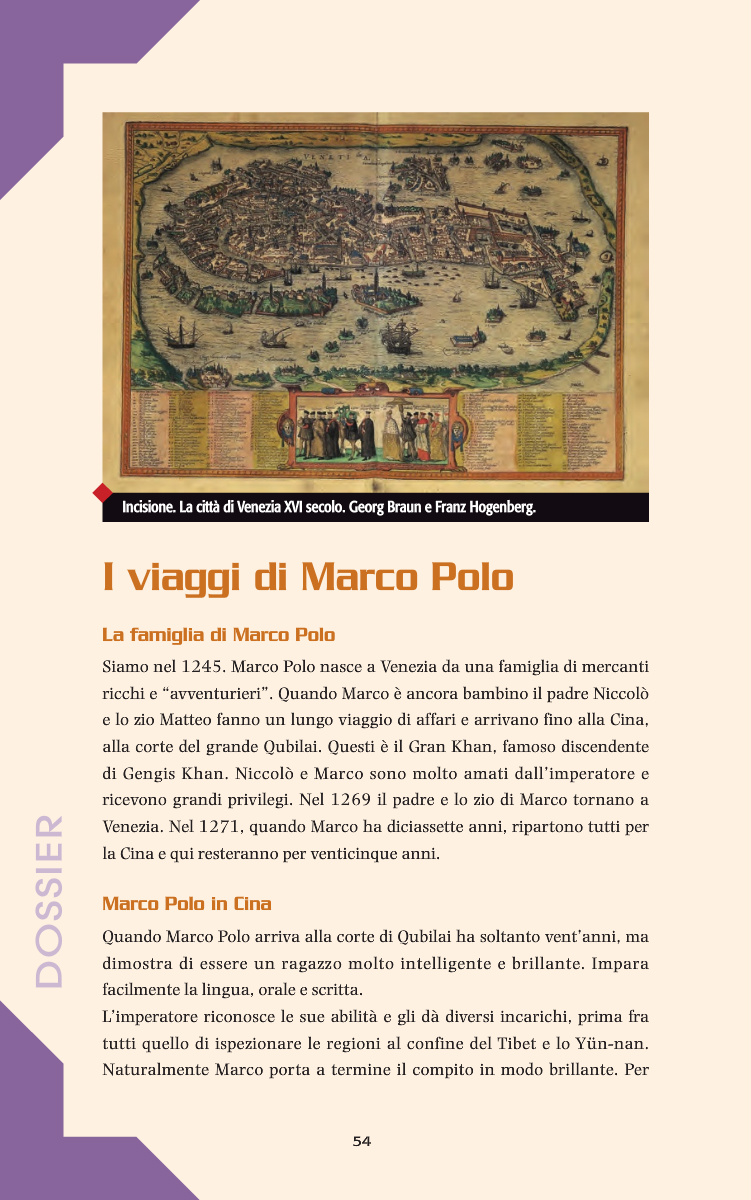 VENETIA
Incisione. La città di Venezia XVI secolo. Georg Braun e Franz Hogenberg.
I viaggi di Marco Polo
La famiglia di Marco Polo
Siamo nel 1245. Marco Polo nasce a Venezia da una famiglia di mercanti
ricchi e “avventurieri”. Quando Marco è ancora bambino il padre Niccolò
e lo zio Matteo fanno un lungo viaggio di affari e arrivano fino alla Cina,
alla corte del grande Qubilai. Questi è il Gran Khan, famoso discendente
di Gengis Khan. Niccolò e Marco sono molto amati dall’imperatore e
ricevono grandi privilegi. Nel 1269 il padre e lo zio di Marco tornano a
Venezia. Nel 1271, quando Marco ha diciassette anni, ripartono tutti per
la Cina e qui resteranno per venticinque anni.
Marco Polo in Cina
Quando Marco Polo arriva alla corte di Qubilai ha soltanto vent’anni, ma
dimostra di essere un ragazzo molto intelligente e brillante. Impara
facilmente la lingua, orale e scritta.
L’imperatore riconosce le sue abilità e gli dà diversi incarichi, prima fra
tutti quello di ispezionare le regioni al confine del Tibet e lo Yün-nan.
Naturalmente Marco porta a termine il compito in modo brillante. Per
DOSSIER
54